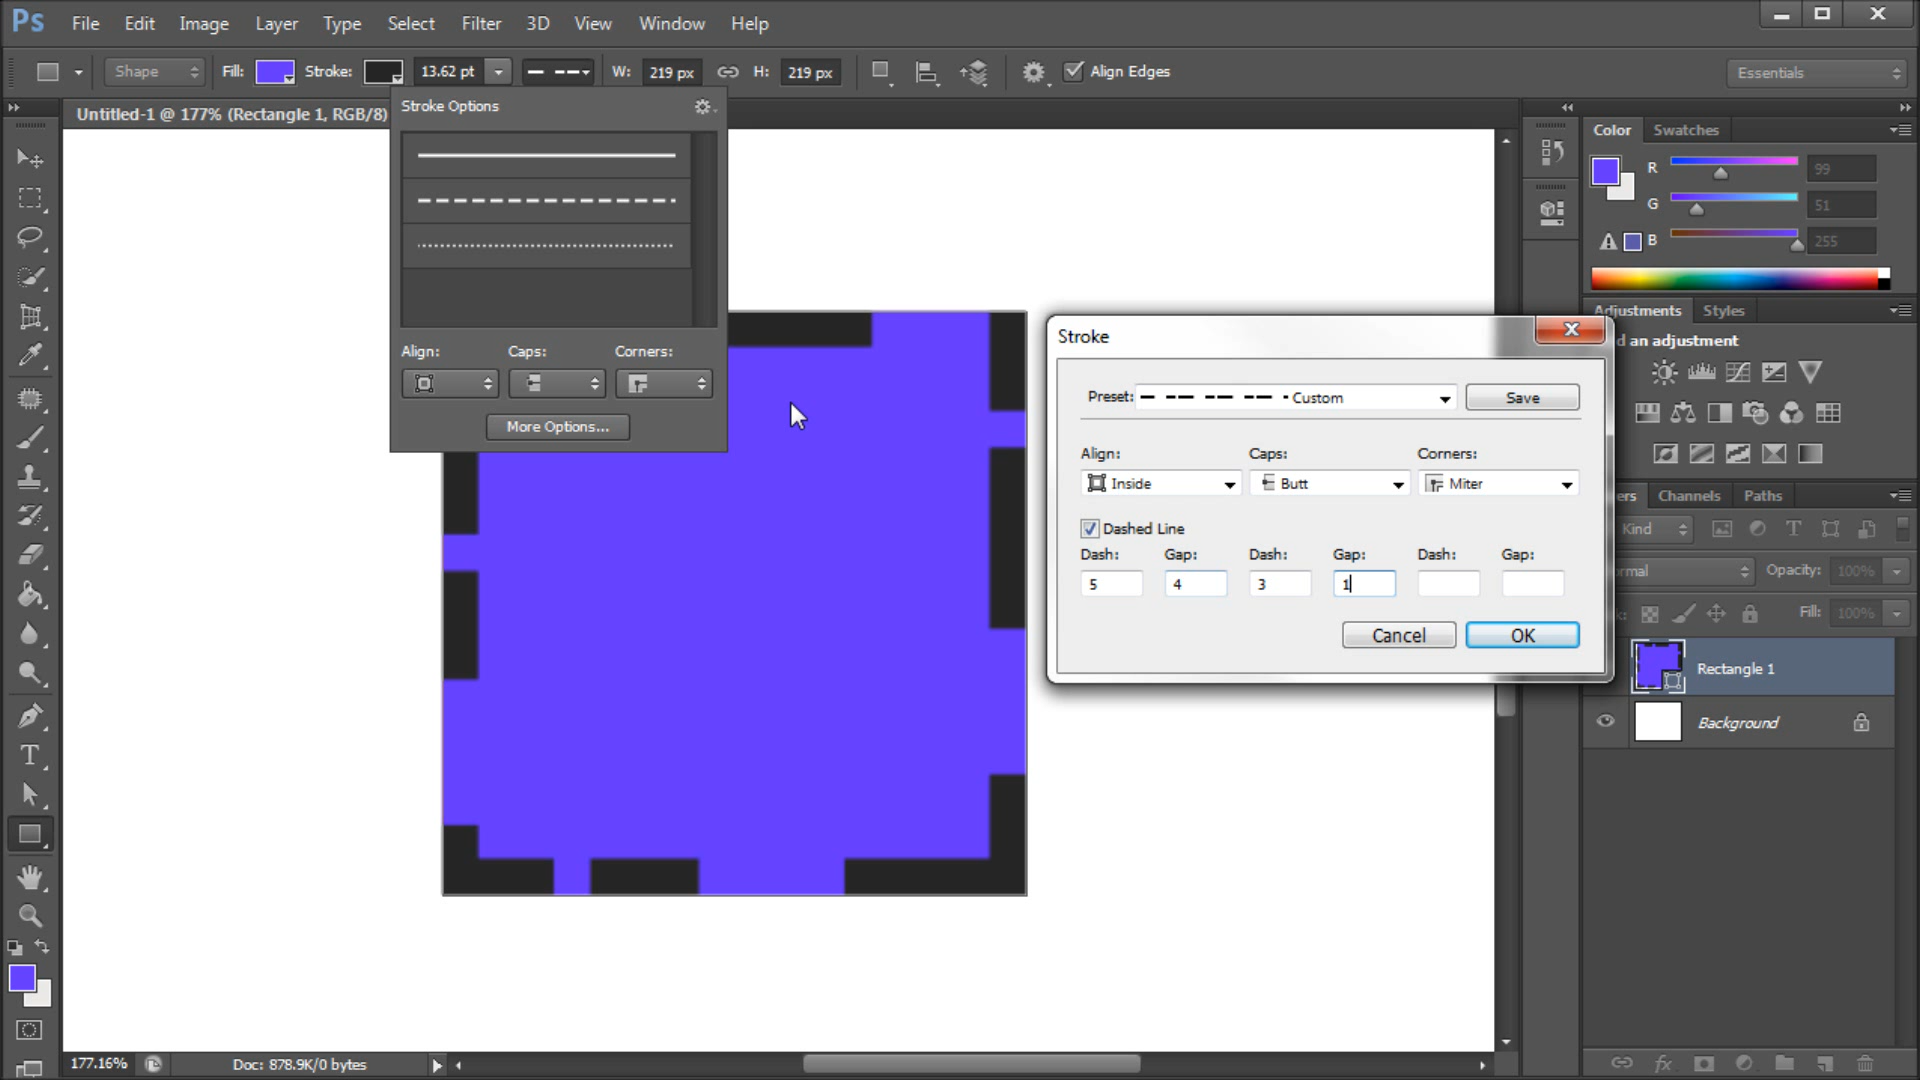 Ps File Edit Image Layer Type Select Filter 3D View Window Help
Shape Fill: Stroke: 13.62 pt W: 219 px H: 219 px Align Edges Essentials
Untitled-1 @ 177% (Rectangle 1, RGB/8)
Stroke Options
Align: Caps: Corners:
More Options...
Stroke
Preset: Custom Save
Align: Caps: Corners:
Inside Butt Miter
Dashed Line
Dash: Gap: Dash: Gap: Dash: Gap:
5 4 3 1
Cancel OK
Color Swatches
R 99
G 51
B 255
Adjustments Styles
d an adjustment
ers Channels Paths
Kind
rmal Opacity: 100%
k: Fill: 100%
Rectangle 1
Background
T
177.16% Doc: 878.9K/0 bytes
fx